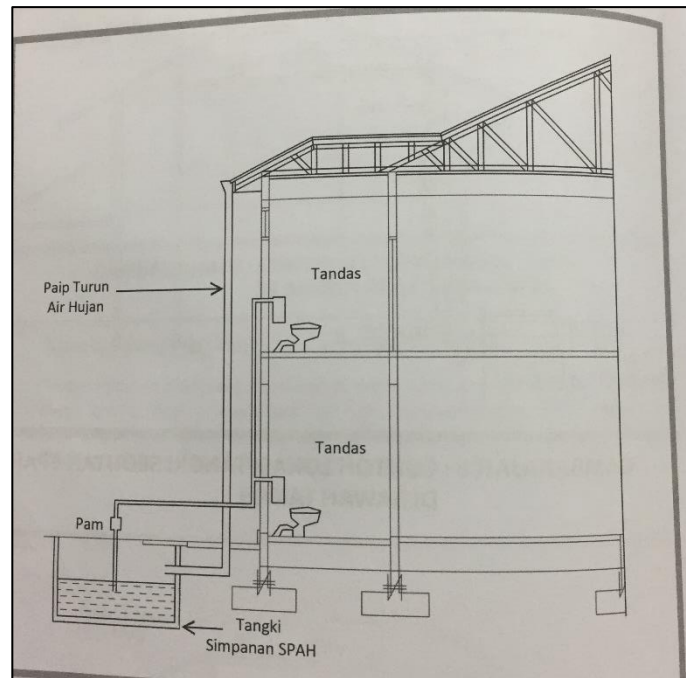 Tandas
Paip Turun
Air Hujan
Tandas
Pam
Tangki
Simpanan SPAH